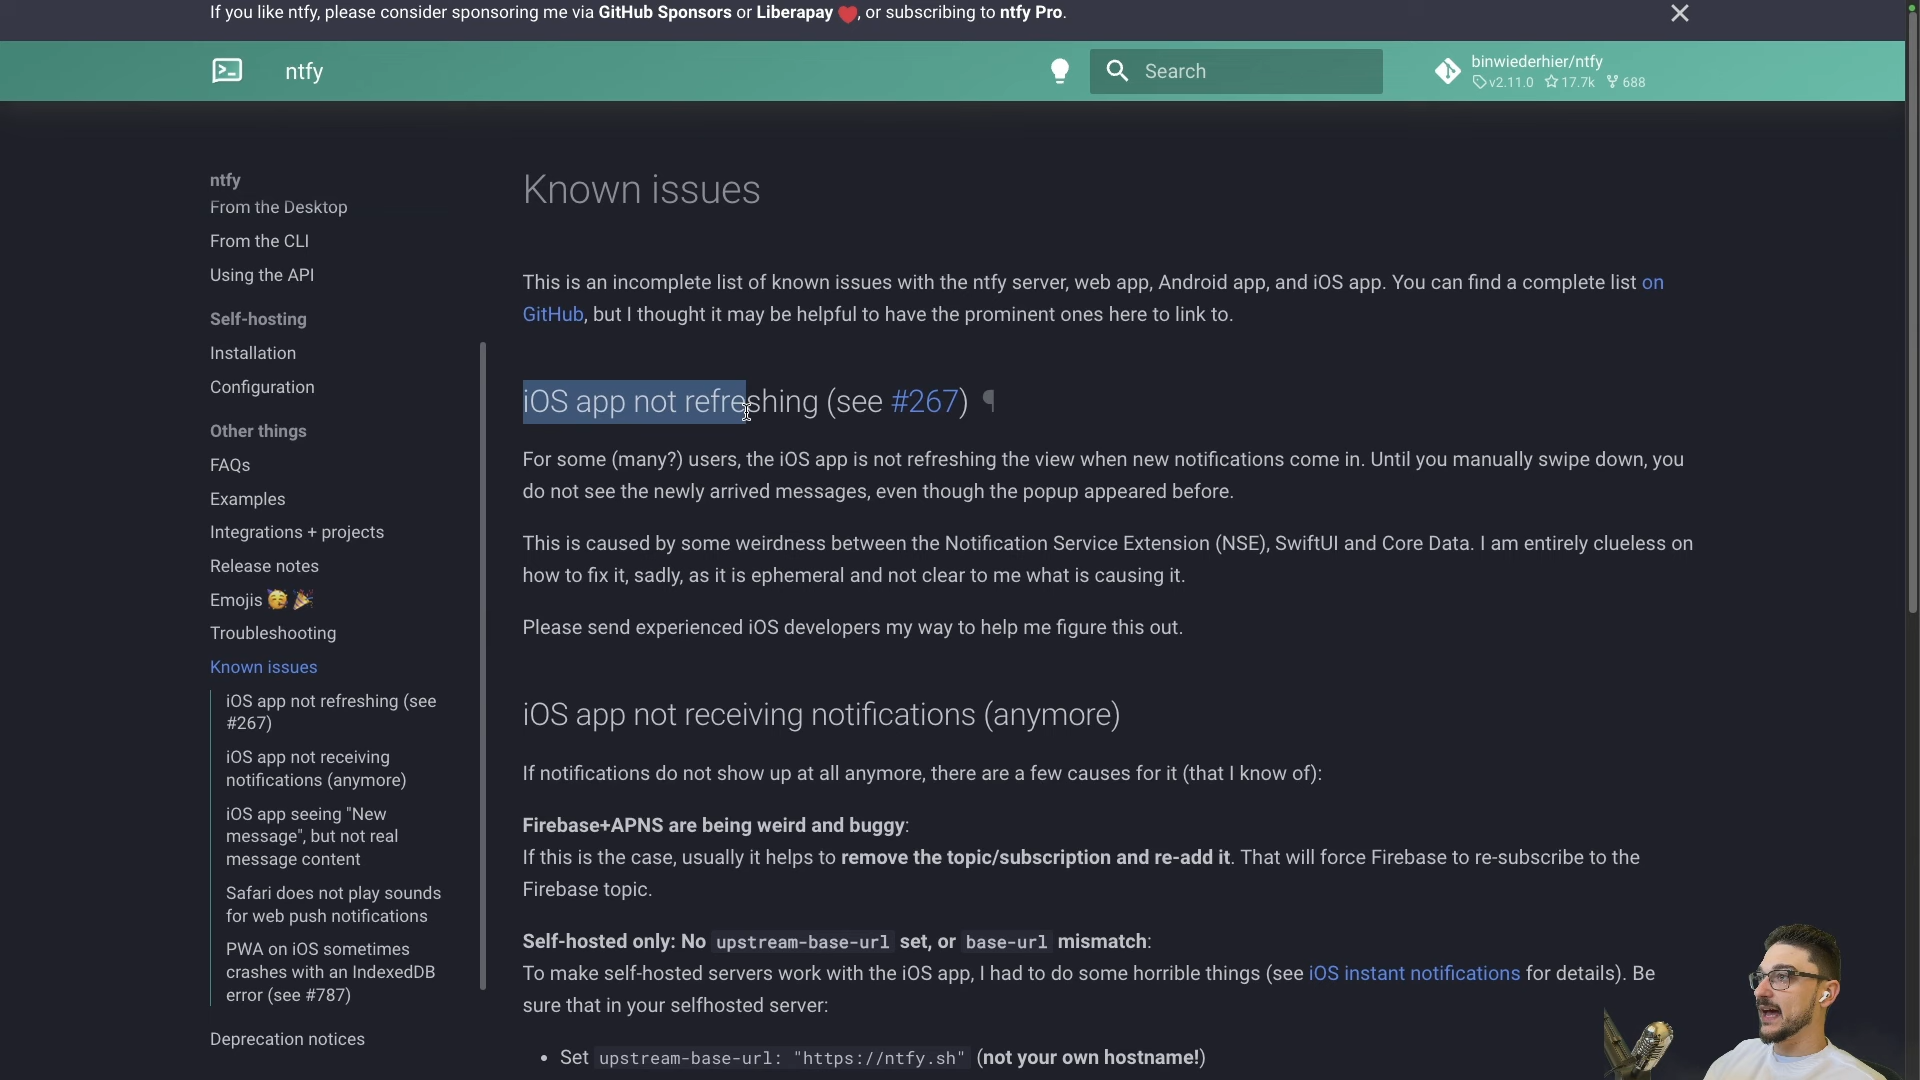 If you like ntfy, please consider sponsoring me via GitHub Sponsors or Liberapay ❤️, or subscribing to ntfy Pro.
ntfy
Search
binwiederhier/ntfy
v2.11.0 17.7k 688
ntfy
From the Desktop
From the CLI
Using the API
Self-hosting
Installation
Configuration
Other things
FAQs
Examples
Integrations + projects
Release notes
Emojis 🥳 🎉
Troubleshooting
Known issues
iOS app not refreshing (see
#267)
iOS app not receiving
notifications (anymore)
iOS app seeing "New
message", but not real
message content
Safari does not play sounds
for web push notifications
PWA on iOS sometimes
crashes with an IndexedDB
error (see #787)
Deprecation notices
Known issues
This is an incomplete list of known issues with the ntfy server, web app, Android app, and iOS app. You can find a complete list on
GitHub, but I thought it may be helpful to have the prominent ones here to link to.
iOS app not refreshing (see #267) ¶
For some (many?) users, the iOS app is not refreshing the view when new notifications come in. Until you manually swipe down, you
do not see the newly arrived messages, even though the popup appeared before.
This is caused by some weirdness between the Notification Service Extension (NSE), SwiftUI and Core Data. I am entirely clueless on
how to fix it, sadly, as it is ephemeral and not clear to me what is causing it.
Please send experienced iOS developers my way to help me figure this out.
iOS app not receiving notifications (anymore)
If notifications do not show up at all anymore, there are a few causes for it (that I know of):
Firebase+APNS are being weird and buggy:
If this is the case, usually it helps to remove the topic/subscription and re-add it. That will force Firebase to re-subscribe to the
Firebase topic.
Self-hosted only: No upstream-base-url set, or base-url mismatch:
To make self-hosted servers work with the iOS app, I had to do some horrible things (see iOS instant notifications for details). Be
sure that in your selfhosted server:
• Set upstream-base-url: "https://ntfy.sh" (not your own hostname!)